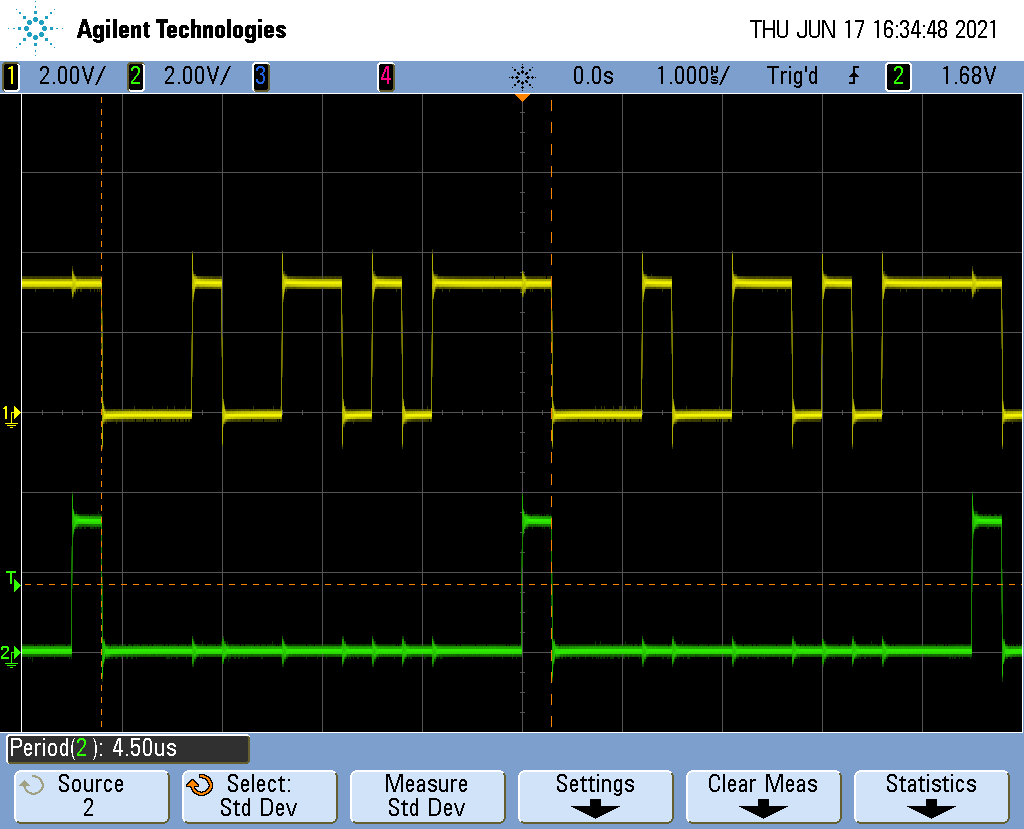 Agilent Technologies THU JUN 17 16:34:48 2021
1 2.00V/ 2 2.00V/ 3 4 0.0s 1.000µs/ Trig'd 2 1.68V
1
T
2
Period(2): 4.50us
Source Select: Measure Settings Clear Meas Statistics
2 Std Dev Std Dev